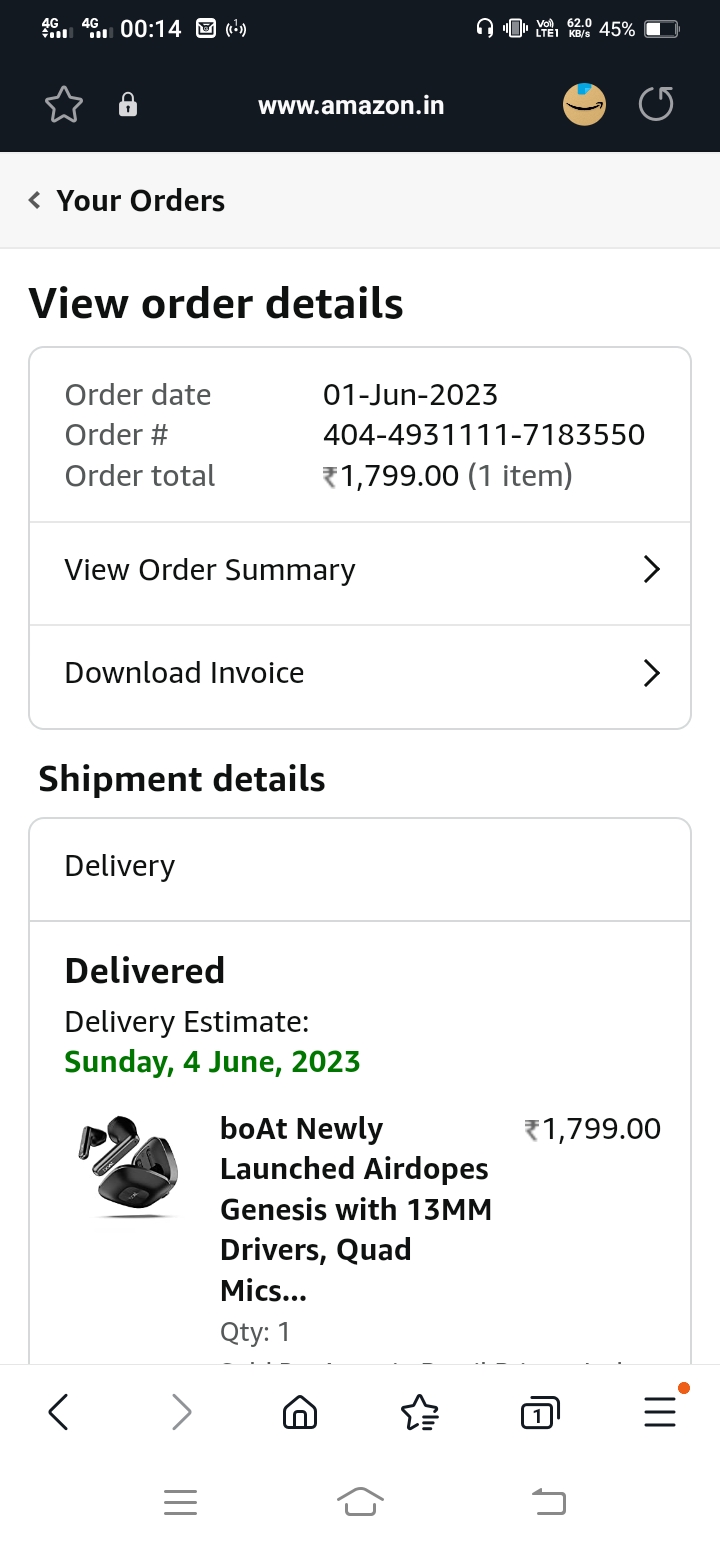 4G 4G 00:14 Vo) LTE1 62.0 KB/s 45%
www.amazon.in
Your Orders
View order details
Order date 01-Jun-2023
Order # 404-4931111-7183550
Order total ₹1,799.00 (1 item)
View Order Summary
Download Invoice
Shipment details
Delivery
Delivered
Delivery Estimate:
Sunday, 4 June, 2023
boAt Newly ₹1,799.00
Launched Airdopes
Genesis with 13MM
Drivers, Quad
Mics...
Qty: 1
1